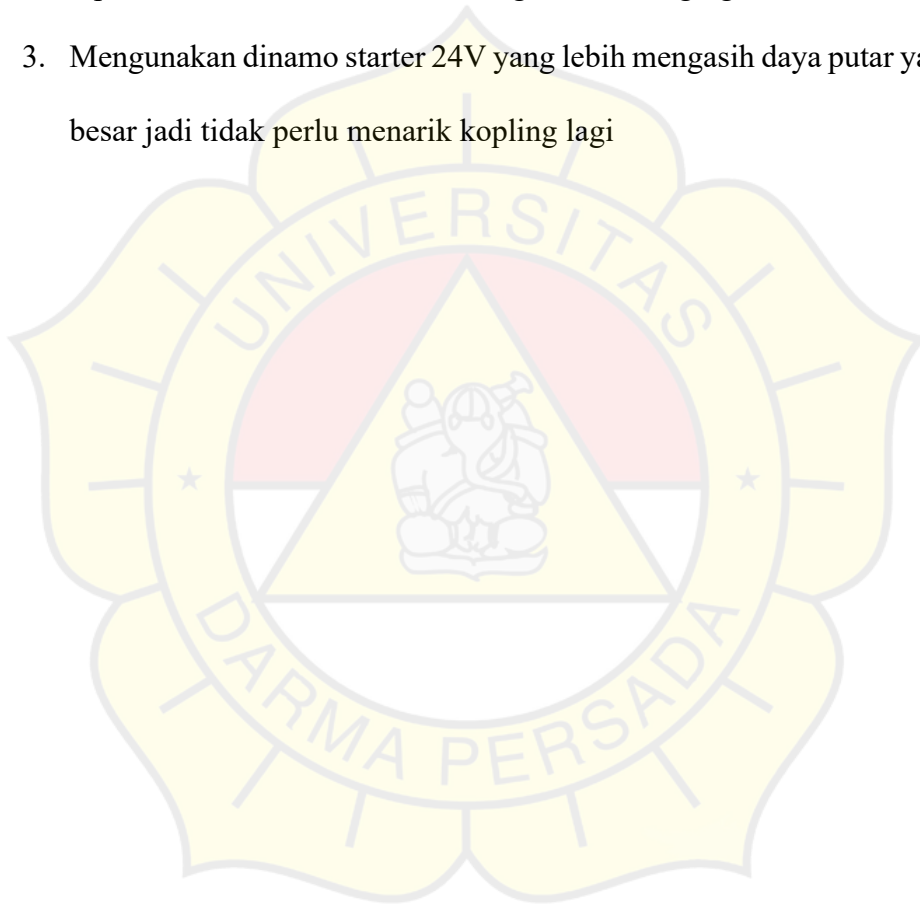 3. Mengunakan dinamo starter 24V yang lebih mengasih daya putar
besar jadi tidak perlu menarik kopling lagi
UNIVERSITAS
DARMA PERSADA